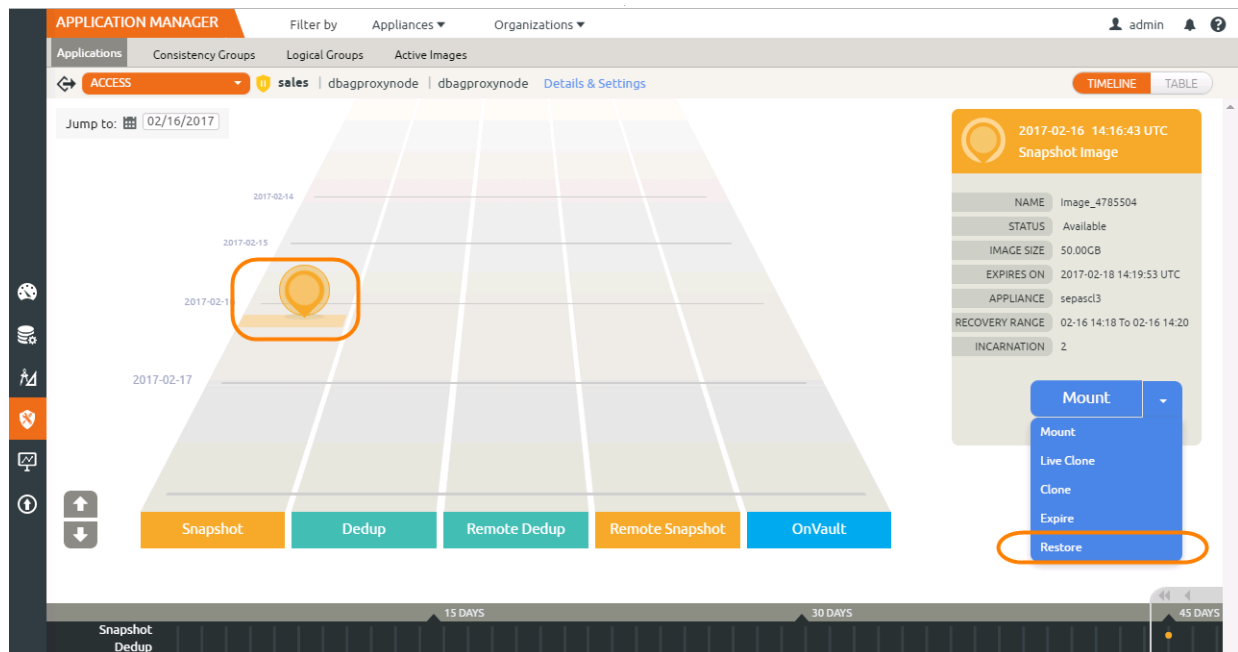 APPLICATION MANAGER Filter by Appliances ▾ Organizations ▾ admin
Applications Consistency Groups Logical Groups Active Images
ACCESS sales | dbagproxynode | dbagproxynode Details & Settings TIMELINE TABLE
Jump to: 02/16/2017
2017-02-16 14:16:43 UTC
Snapshot Image
2017-02-14
2017-02-15
2017-02-1
2017-02-17
NAME Image_4785504
STATUS Available
IMAGE SIZE 50.00GB
EXPIRES ON 2017-02-18 14:19:53 UTC
APPLIANCE sepascl3
RECOVERY RANGE 02-16 14:18 To 02-16 14:20
INCARNATION 2
Mount
Mount
Live Clone
Clone
Expire
Restore
Snapshot Dedup Remote Dedup Remote Snapshot OnVault
15 DAYS 30 DAYS 45 DAYS
Snapshot
Dedup